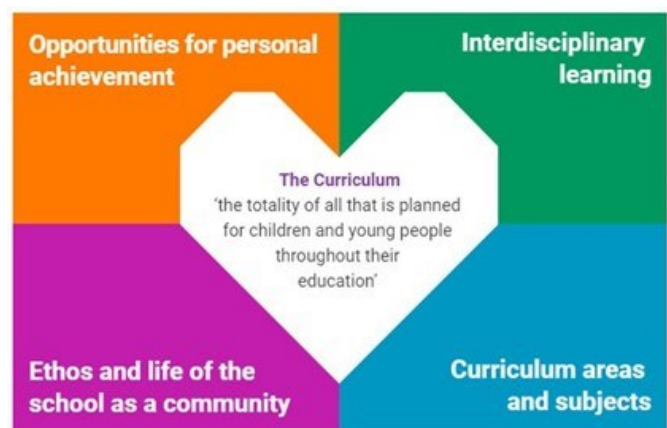 Opportunities for personal
achievement
Interdisciplinary
learning
The Curriculum
‘the totality of all that is planned
for children and young people
throughout their
education’
Ethos and life of the
school as a community
Curriculum areas
and subjects